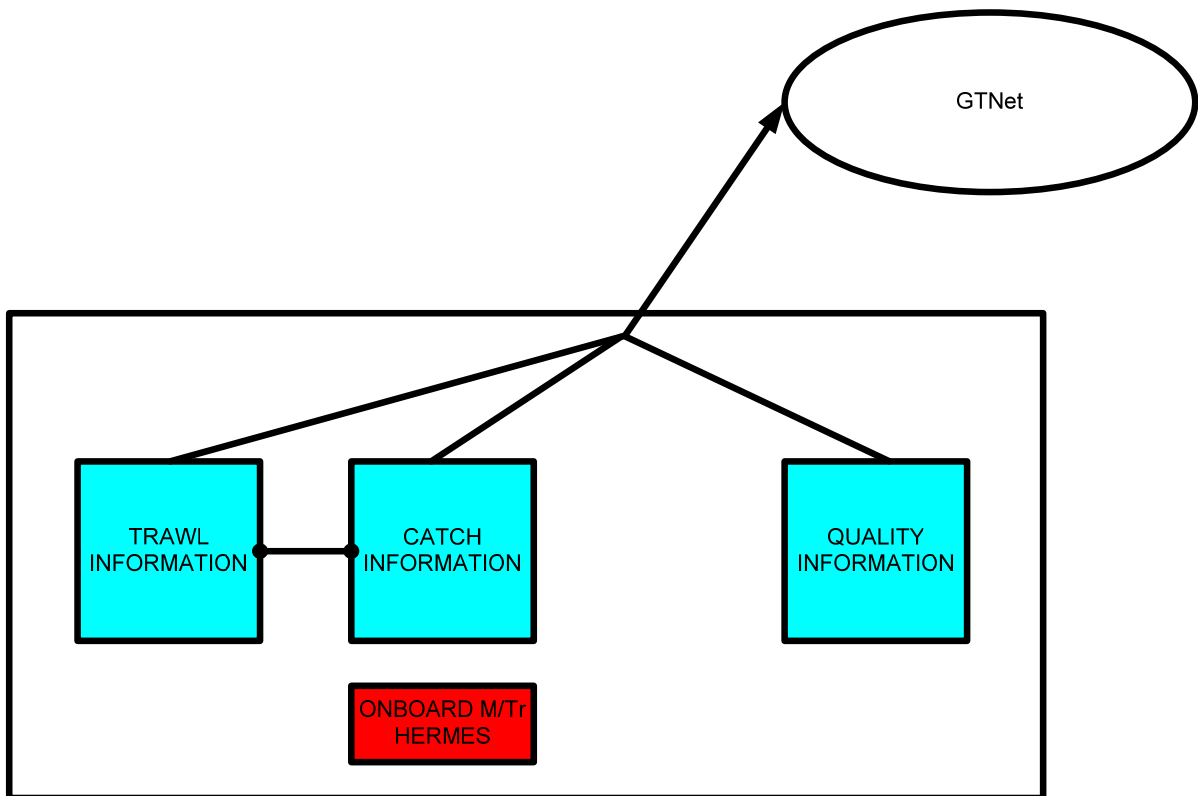 GTNet
TRAWL
INFORMATION
CATCH
INFORMATION
QUALITY
INFORMATION
ONBOARD M/Tr
HERMES